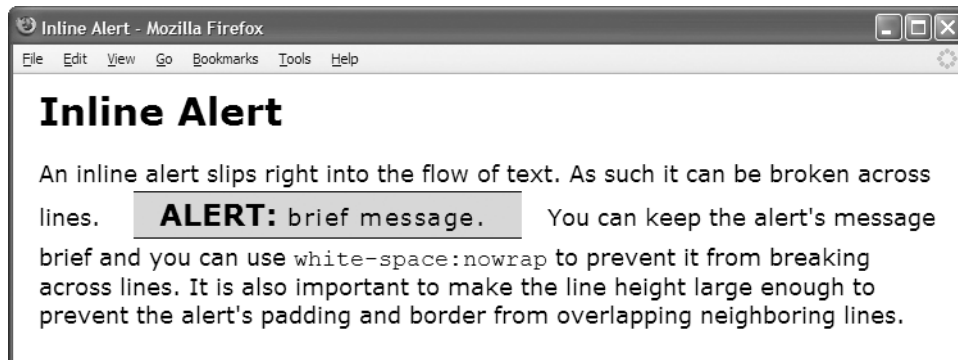 Inline Alert - Mozilla Firefox
File Edit View Go Bookmarks Tools Help
Inline Alert
An inline alert slips right into the flow of text. As such it can be broken across
lines. ALERT: brief message. You can keep the alert's message
brief and you can use white-space:nowrap to prevent it from breaking
across lines. It is also important to make the line height large enough to
prevent the alert's padding and border from overlapping neighboring lines.